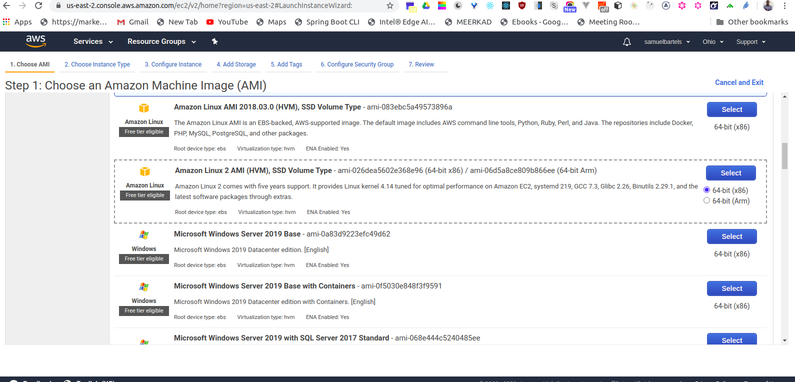 us-east-2.console.aws.amazon.com/ec2/v2/home?region=us-east-2#LaunchInstanceWizard:
Apps https://marke... Gmail New Tab YouTube Maps Spring Boot CLI Intel® Edge AI... MEERKAD Ebooks - Goog... Meeting Roo... Other bookmarks
aws Services Resource Groups samuelbartels Ohio Support
1. Choose AMI 2. Choose Instance Type 3. Configure Instance 4. Add Storage 5. Add Tags 6. Configure Security Group 7. Review
Step 1: Choose an Amazon Machine Image (AMI) Cancel and Exit
Amazon Linux
Free tier eligible
Amazon Linux AMI 2018.03.0 (HVM), SSD Volume Type - ami-083ebc5a49573896a
The Amazon Linux AMI is an EBS-backed, AWS-supported image. The default image includes AWS command line tools, Python, Ruby, Perl, and Java. The repositories include Docker,
PHP, MySQL, PostgreSQL, and other packages.
Root device type: ebs Virtualization type: hvm ENA Enabled: Yes
Select
64-bit (x86)
Amazon Linux
Free tier eligible
Amazon Linux 2 AMI (HVM), SSD Volume Type - ami-026dea5602e368e96 (64-bit x86) / ami-06d5a8ce809b866ee (64-bit Arm)
Amazon Linux 2 comes with five years support. It provides Linux kernel 4.14 tuned for optimal performance on Amazon EC2, systemd 219, GCC 7.3, Glibc 2.26, Binutils 2.29.1, and the
latest software packages through extras.
Root device type: ebs Virtualization type: hvm ENA Enabled: Yes
Select
64-bit (x86)
64-bit (Arm)
Windows
Free tier eligible
Microsoft Windows Server 2019 Base - ami-0a83d9223efc49d62
Microsoft Windows 2019 Datacenter edition. [English]
Root device type: ebs Virtualization type: hvm ENA Enabled: Yes
Select
64-bit (x86)
Windows
Free tier eligible
Microsoft Windows Server 2019 Base with Containers - ami-0f5030e848f3f9591
Microsoft Windows 2019 Datacenter edition with Containers. [English]
Root device type: ebs Virtualization type: hvm ENA Enabled: Yes
Select
64-bit (x86)
Microsoft Windows Server 2019 with SQL Server 2017 Standard - ami-068e444c5240485ee
Select